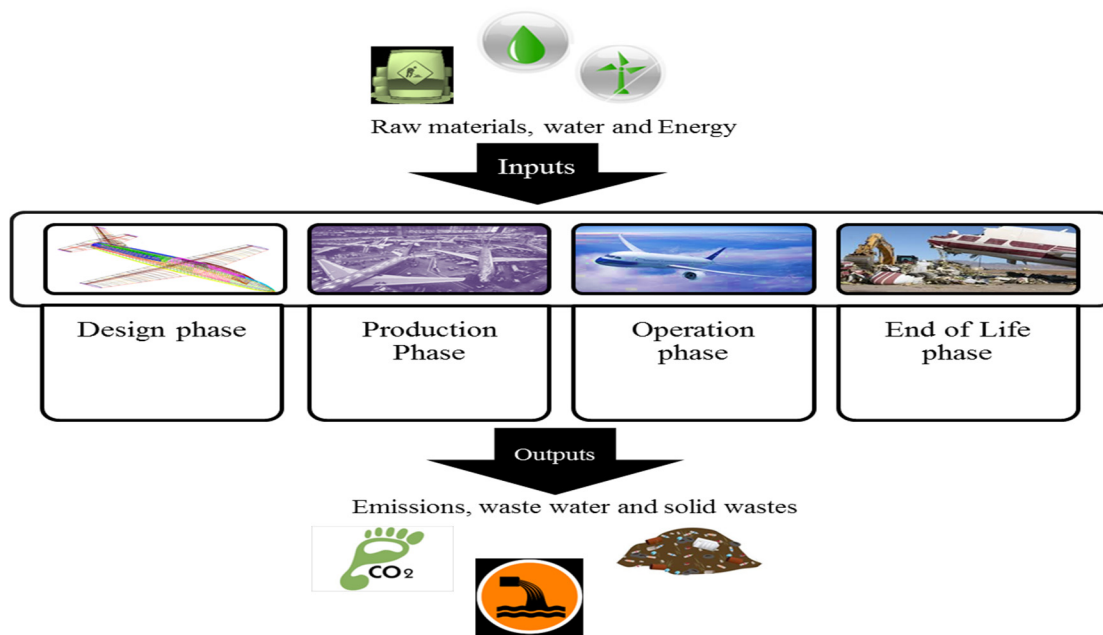 Raw materials, water and Energy
Inputs
Design phase
Production
Phase
Operation
phase
End of Life
phase
Outputs
Emissions, waste water and solid wastes
CO2